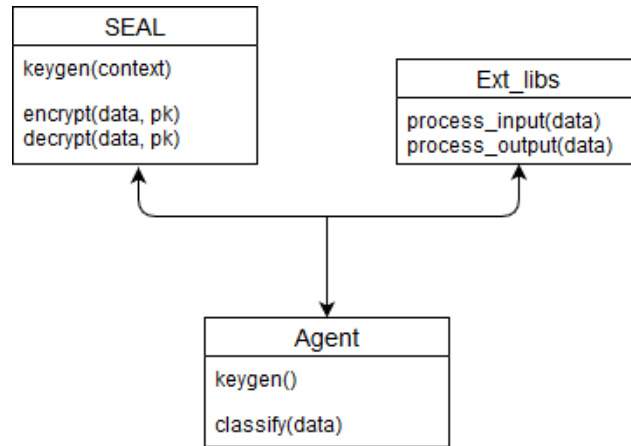 SEAL
keygen(context)
encrypt(data, pk)
decrypt(data, pk)
Ext_libs
process_input(data)
process_output(data)
Agent
keygen()
classify(data)